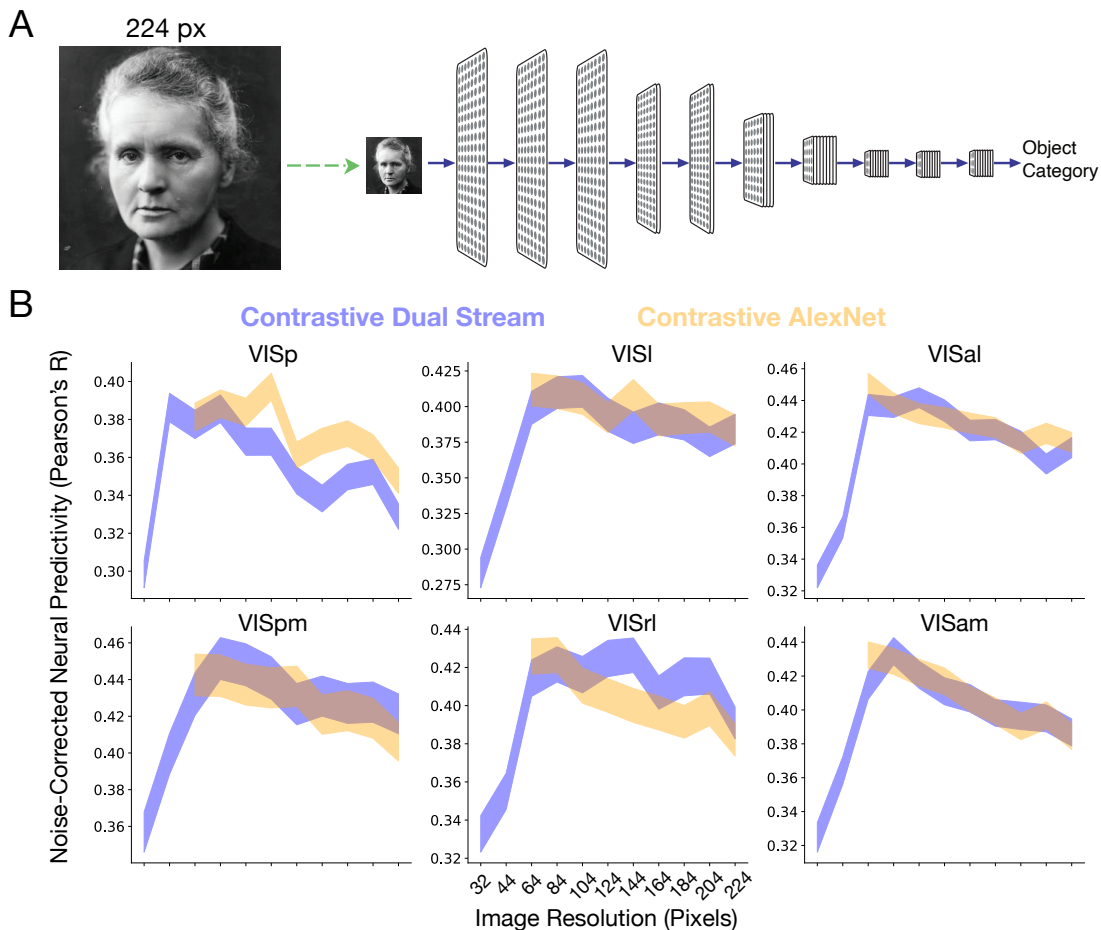 A
224 px
Object
Category
B
Contrastive Dual Stream
Contrastive AlexNet
Noise-Corrected Neural Predictivity (Pearson's R)
VISp
0.40
0.38
0.36
0.34
0.32
0.30
VISl
0.425
0.400
0.375
0.350
0.325
0.300
0.275
VISal
0.46
0.44
0.42
0.40
0.38
0.36
0.34
0.32
VISpm
0.46
0.44
0.42
0.40
0.38
0.36
VISrl
0.44
0.42
0.40
0.38
0.36
0.34
0.32
32 44 64 84 104 124 144 164 184 204 224
Image Resolution (Pixels)
VISam
0.44
0.42
0.40
0.38
0.36
0.34
0.32